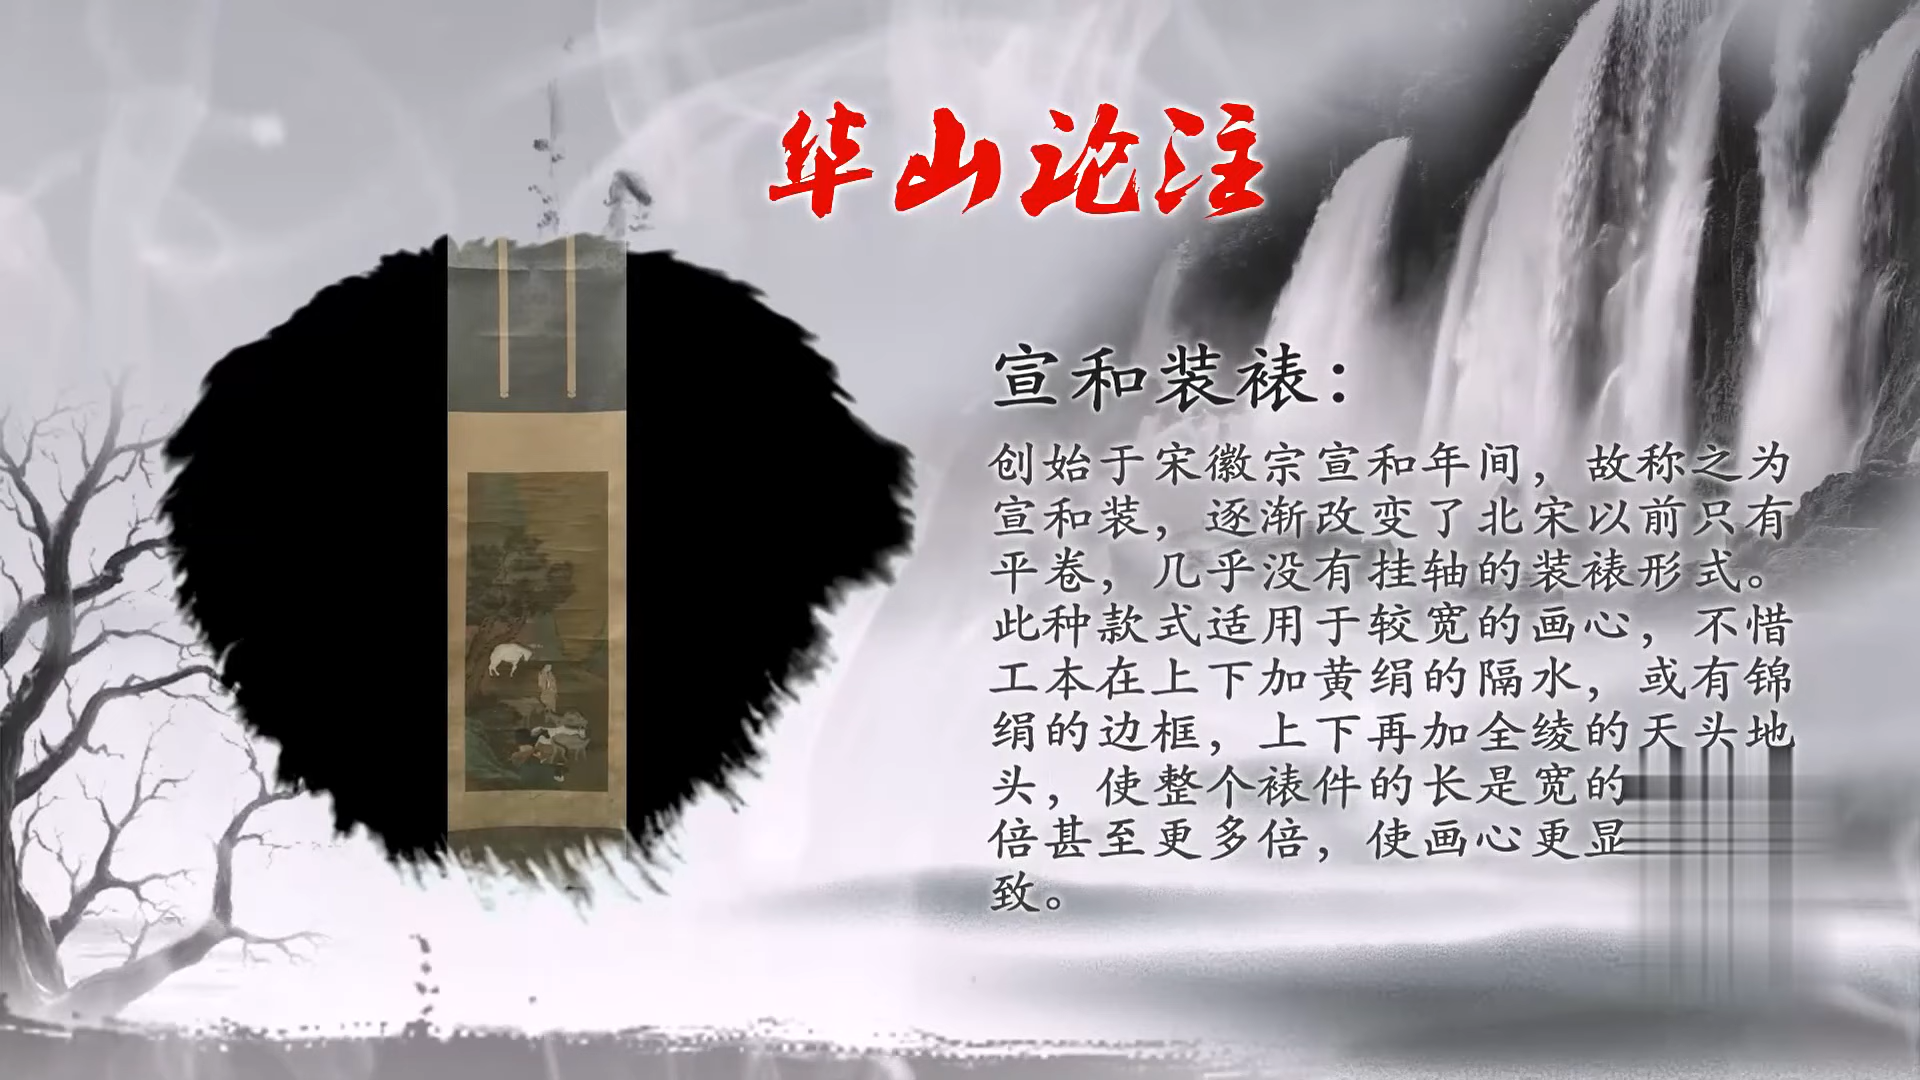 华山论注
宣和装裱：
创始于宋徽宗宣和年间，故称之为
宣和装，逐渐改变了北宋以前只有
平卷，几乎没有挂轴的装裱形式。
此种款式适用于较宽的画心，不惜
工本在上下加黄绢的隔水，或有锦
绢的边框，上下再加全绫的天头地
头，使整个裱件的长是宽的
倍甚至更多倍，使画心更显
致。